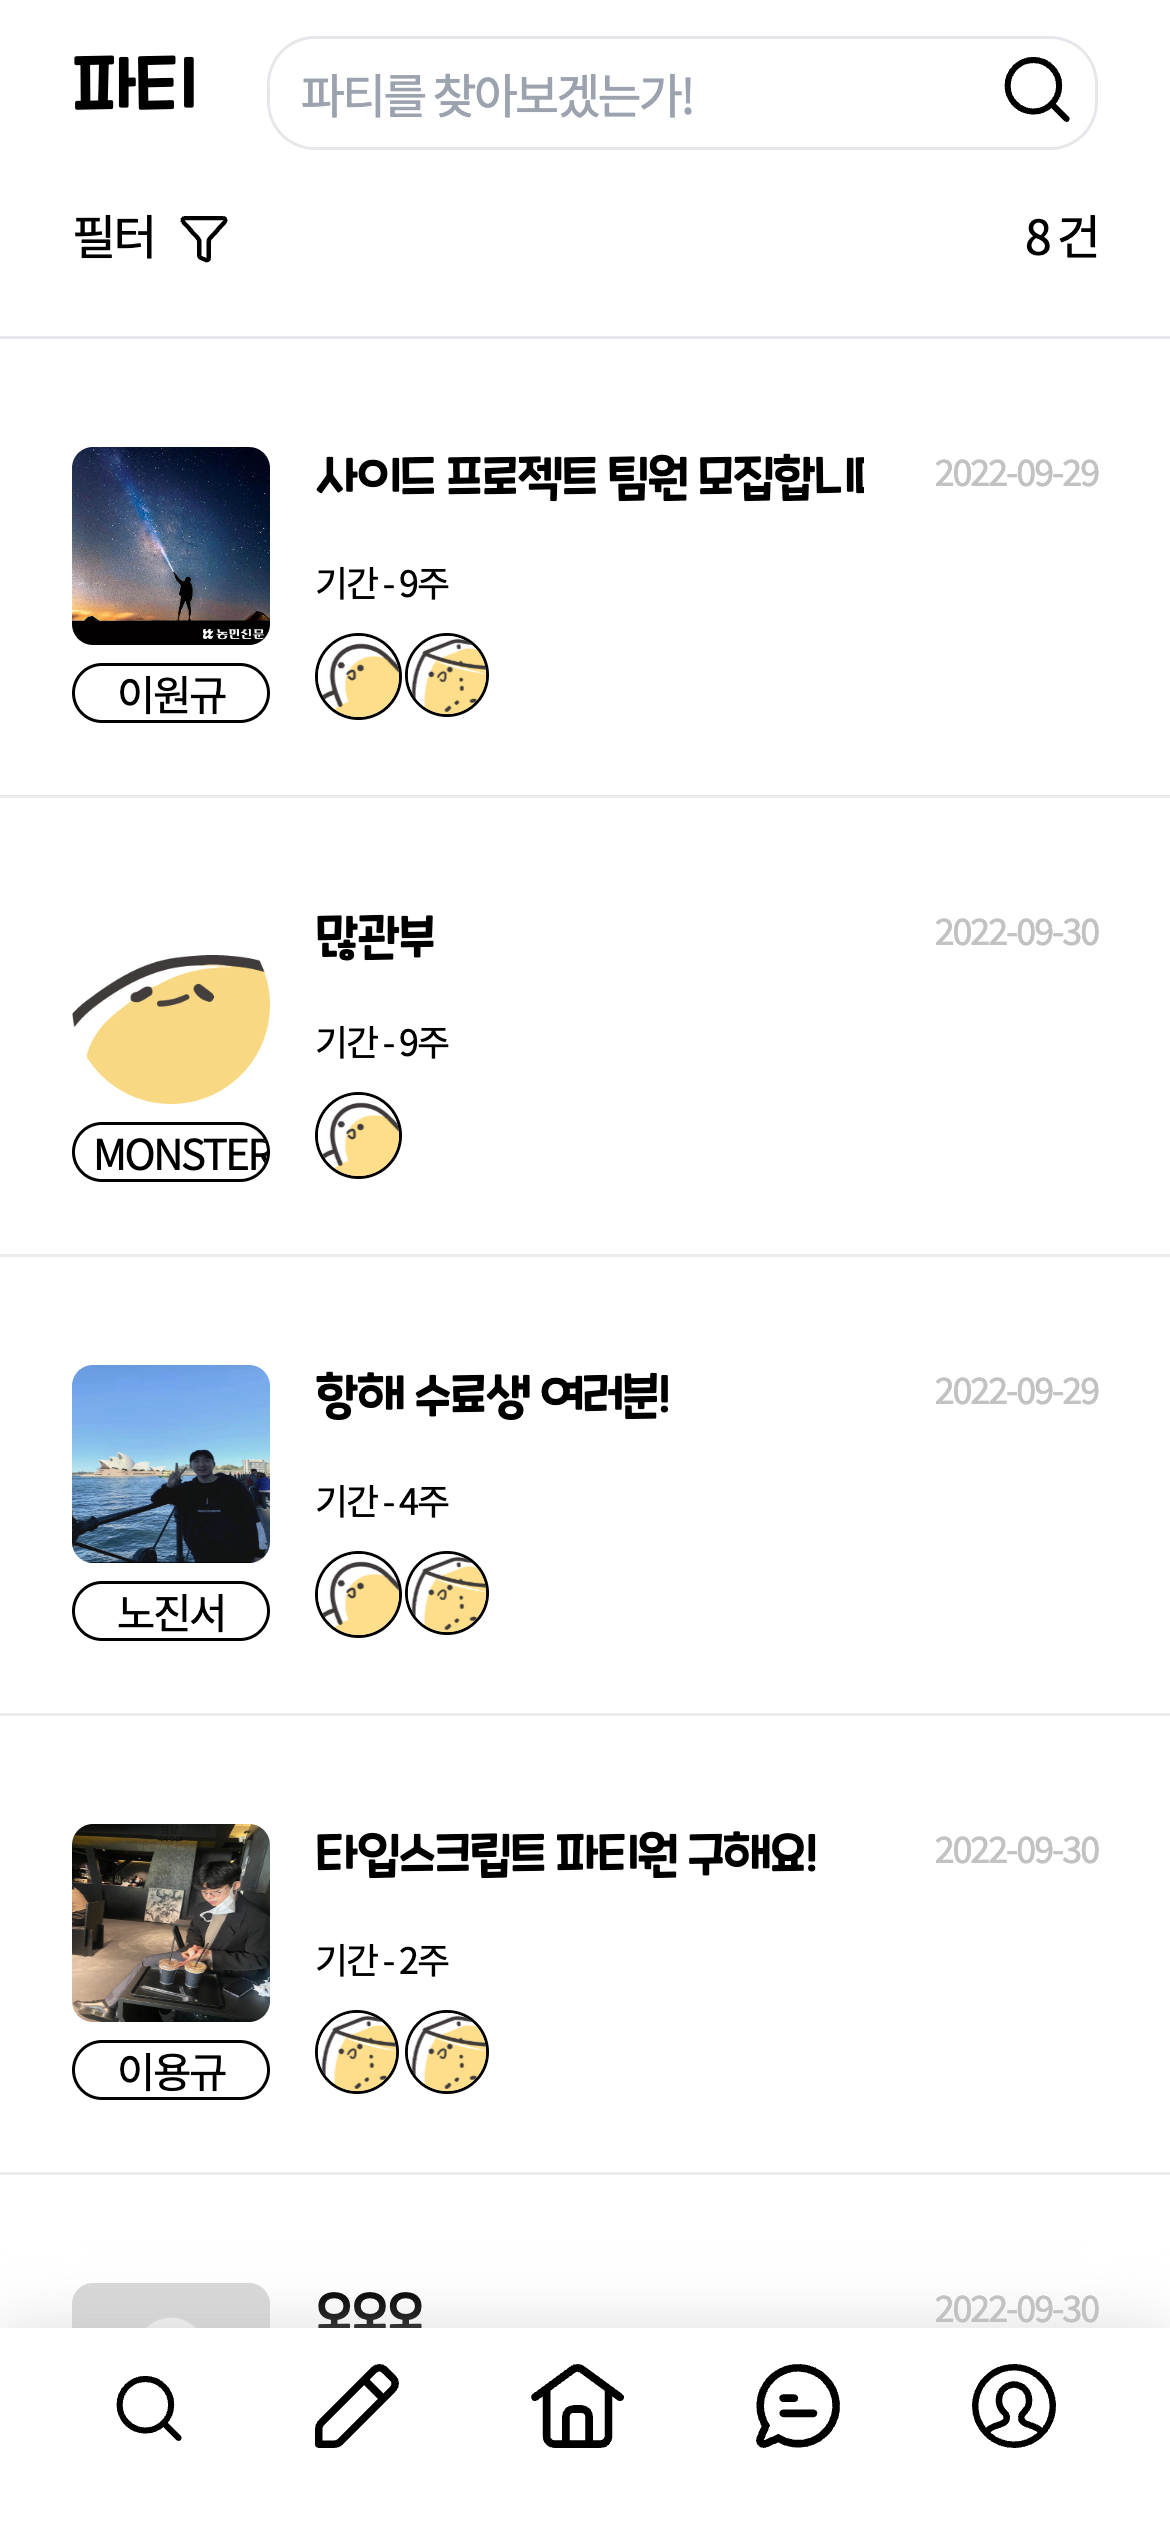 파티
파티를 찾아보겠는가!
필터
8 건
사이드 프로젝트 팀원 모집합니
2022-09-29
기간 - 9주
농민신문
이원규
많관부
2022-09-30
기간 - 9주
MONSTER
항해 수료생 여러분!
2022-09-29
기간 - 4주
노진서
타입스크립트 파티원 구해요!
2022-09-30
기간 - 2주
이용규
오오오
2022-09-30